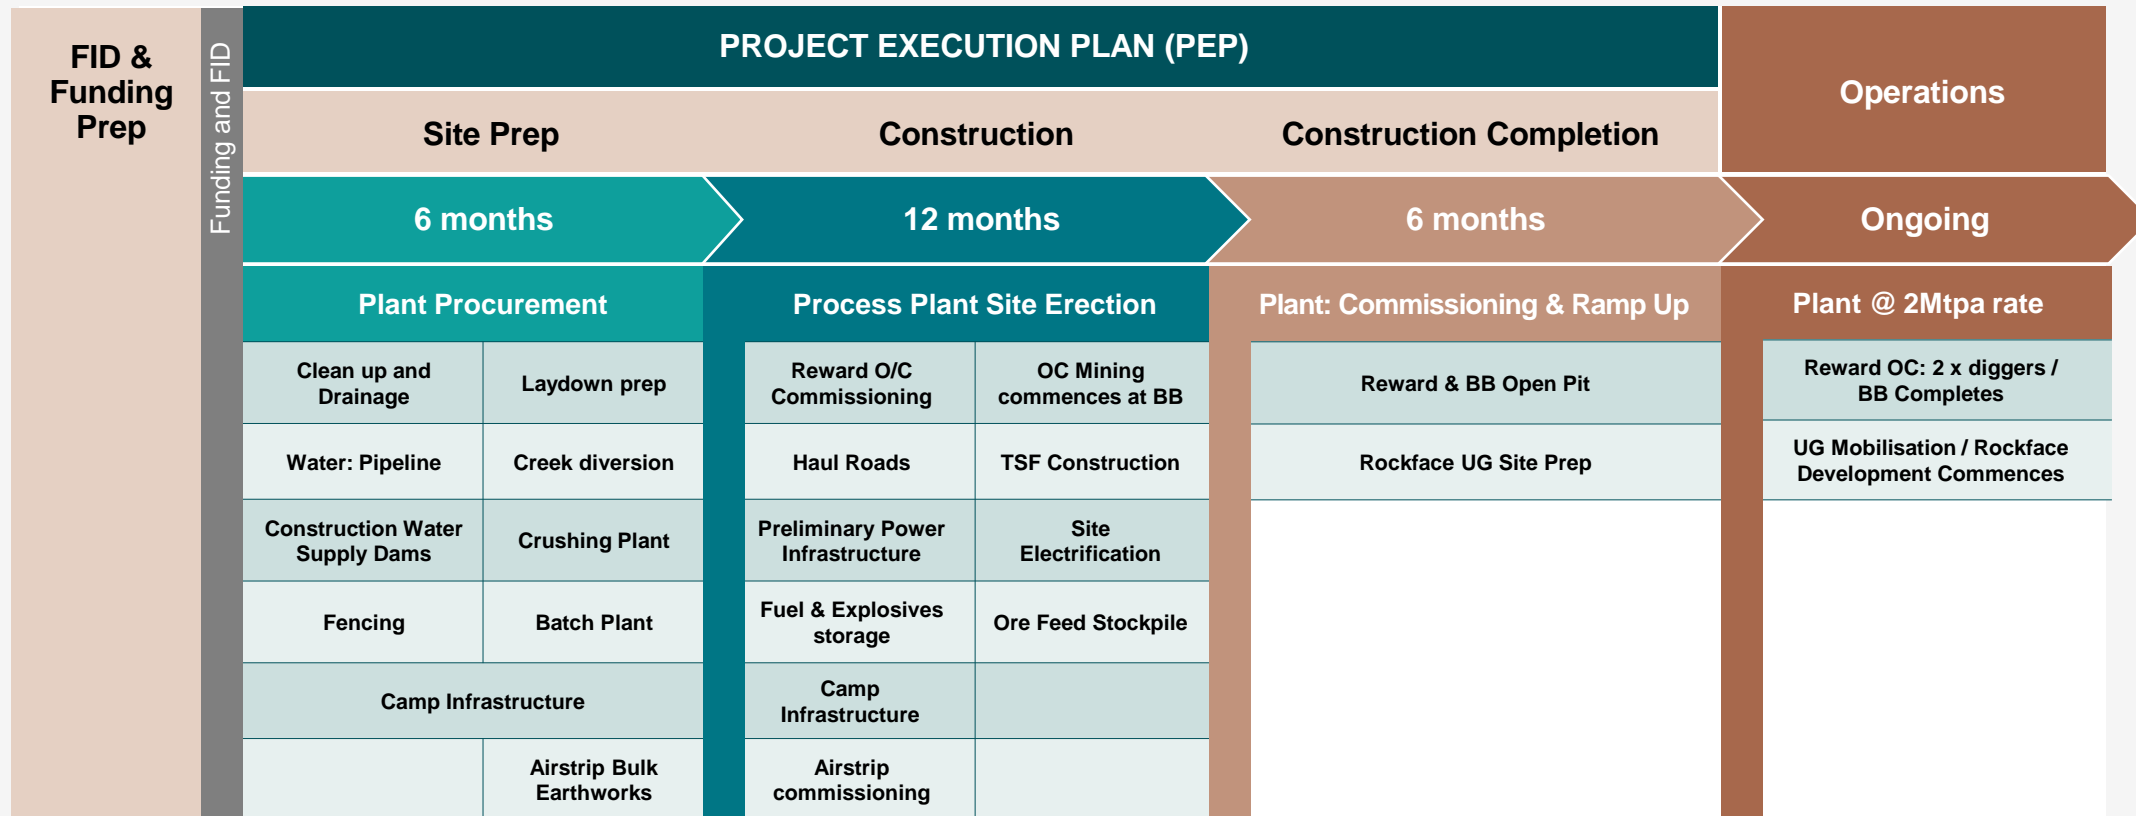 FID &
Funding
Prep
Funding and FID
PROJECT EXECUTION PLAN (PEP)
Operations
Site Prep
Construction
Construction Completion
6 months
12 months
6 months
Ongoing
Plant Procurement
Process Plant Site Erection
Plant: Commissioning & Ramp Up
Plant @ 2Mtpa rate
Clean up and
Drainage
Laydown prep
Reward O/C
Commissioning
OC Mining
commences at BB
Reward & BB Open Pit
Reward OC: 2 x diggers /
BB Completes
Water: Pipeline
Creek diversion
Haul Roads
TSF Construction
Rockface UG Site Prep
UG Mobilisation / Rockface
Development Commences
Construction Water
Supply Dams
Crushing Plant
Preliminary Power
Infrastructure
Site
Electrification
Fencing
Batch Plant
Fuel & Explosives
storage
Ore Feed Stockpile
Camp Infrastructure
Camp
Infrastructure
Airstrip Bulk
Earthworks
Airstrip
commissioning